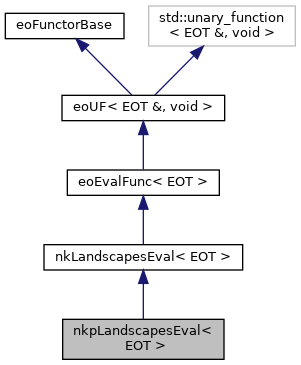 eoFunctorBase
std::unary_function
< EOT &, void >
eoUF< EOT &, void >
eoEvalFunc< EOT >
nkLandscapesEval< EOT >
nkpLandscapesEval<
EOT >